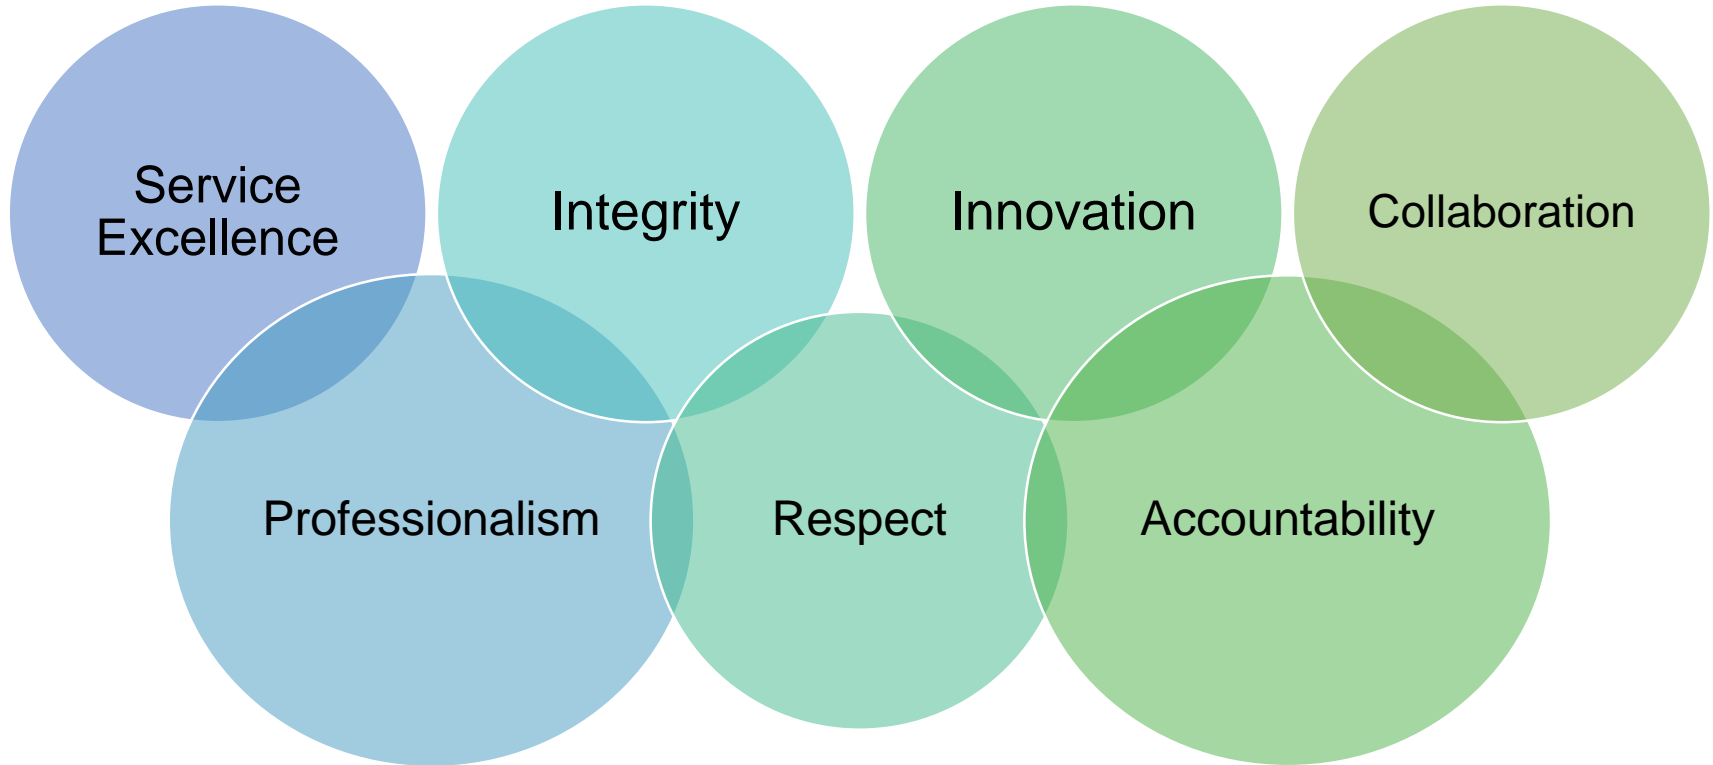 Service
Excellence
Integrity
Innovation
Collaboration
Professionalism
Respect
Accountability